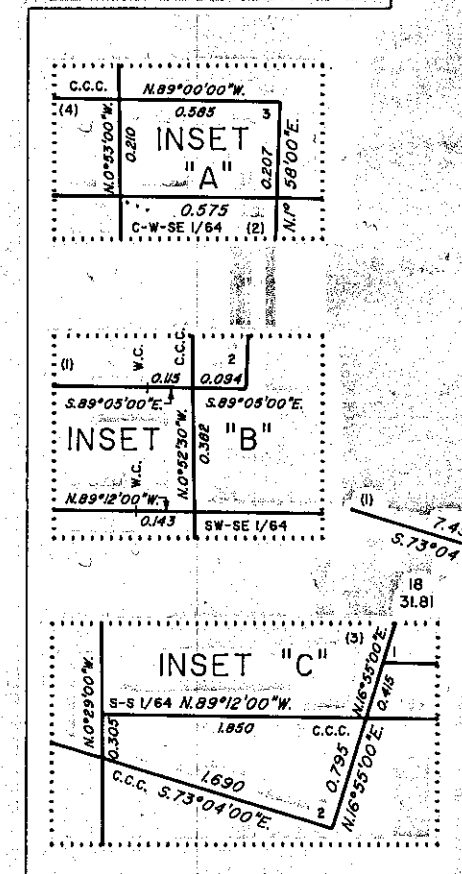 C.C.C.
N.89°00'00"W.
(4)
0.585
3
N.0°53'00"W.
0.210
INSET
"A"
0.207
N.1° 58'00"E.
0.575
C-W-SE 1/64
(2)
(1)
W.C.
C.C.C.
2
0.115
0.094
S.89°05'00"E.
S.89°05'00"E.
INSET "B"
N.0°52'30"W.
0.382
W.C.
N.89°12'00"W.
0.143
SW-SE 1/64
(1)
S.73°04
18
31.81
(3)
INSET "C"
N.16°55'00"E.
1
N.0°29'00"W.
S-S 1/64 N.89°12'00"W.
0.415
0.305
1.850
C.C.C.
1.690
0.795
C.C.C. S.73°04'00"E.
2
N.16°55'00"E.